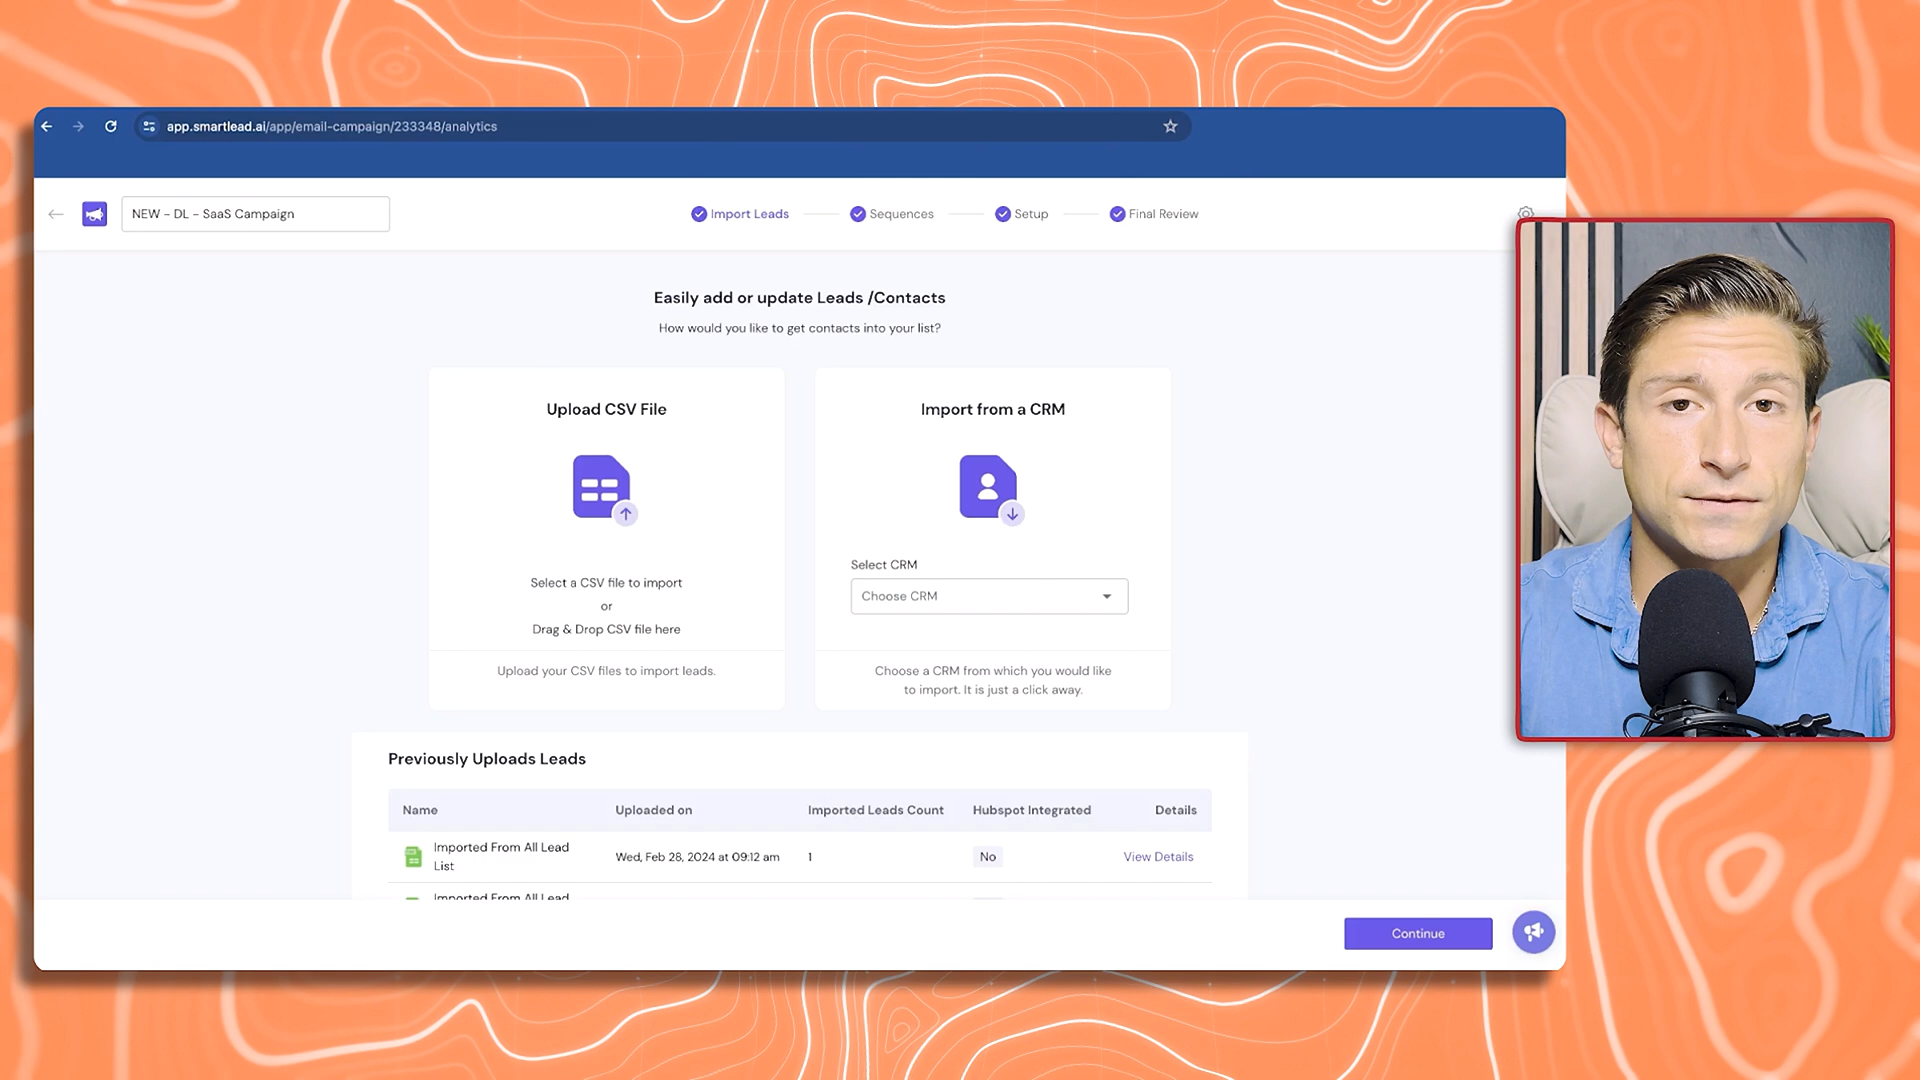 app.smartlead.ai/app/email-campaign/233348/analytics
NEW - DL - SaaS Campaign
Import Leads
Sequences
Setup
Final Review
Easily add or update Leads /Contacts
How would you like to get contacts into your list?
Upload CSV File
Select a CSV file to import
or
Drag & Drop CSV file here
Upload your CSV files to import leads.
Import from a CRM
Select CRM
Choose CRM
Choose a CRM from which you would like
to import. It is just a click away.
Previously Uploads Leads
Name Uploaded on Imported Leads Count Hubspot Integrated Details
Imported From All Lead
List
Wed, Feb 28, 2024 at 09:12 am 1 No View Details
Imported From All Lead
Continue